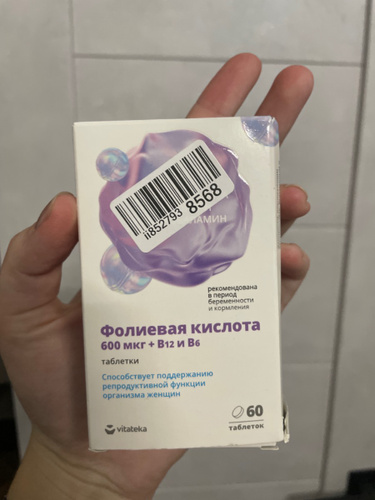 ii852793 8568
рекомендована
в период
беременности
и кормления
Фолиевая кислота
600 мкг + B12 и B6
таблетки
Способствует поддержанию
репродуктивной функции
организма женщин
60
таблеток
vitateka